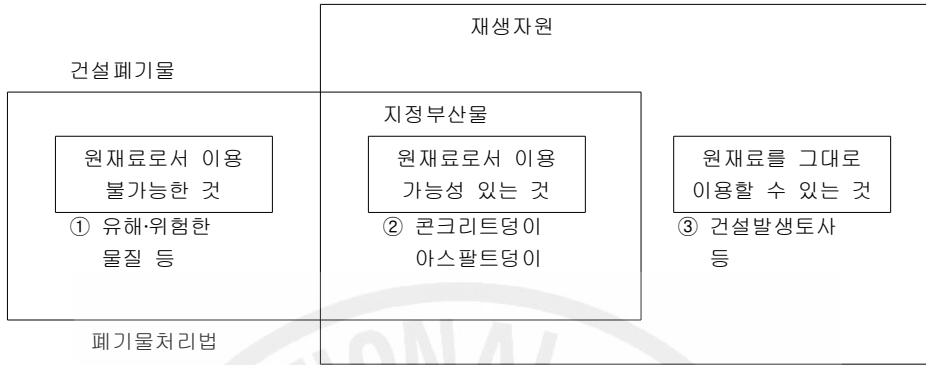 재생자원
건설폐기물
지정부산물
원재료로서 이용
불가능한 것
① 유해·위험한
물질 등
원재료로서 이용
가능성 있는 것
② 콘크리트덩이
아스팔트덩이
원재료를 그대로
이용할 수 있는 것
③ 건설발생토사
등
폐기물처리법
TIONAL